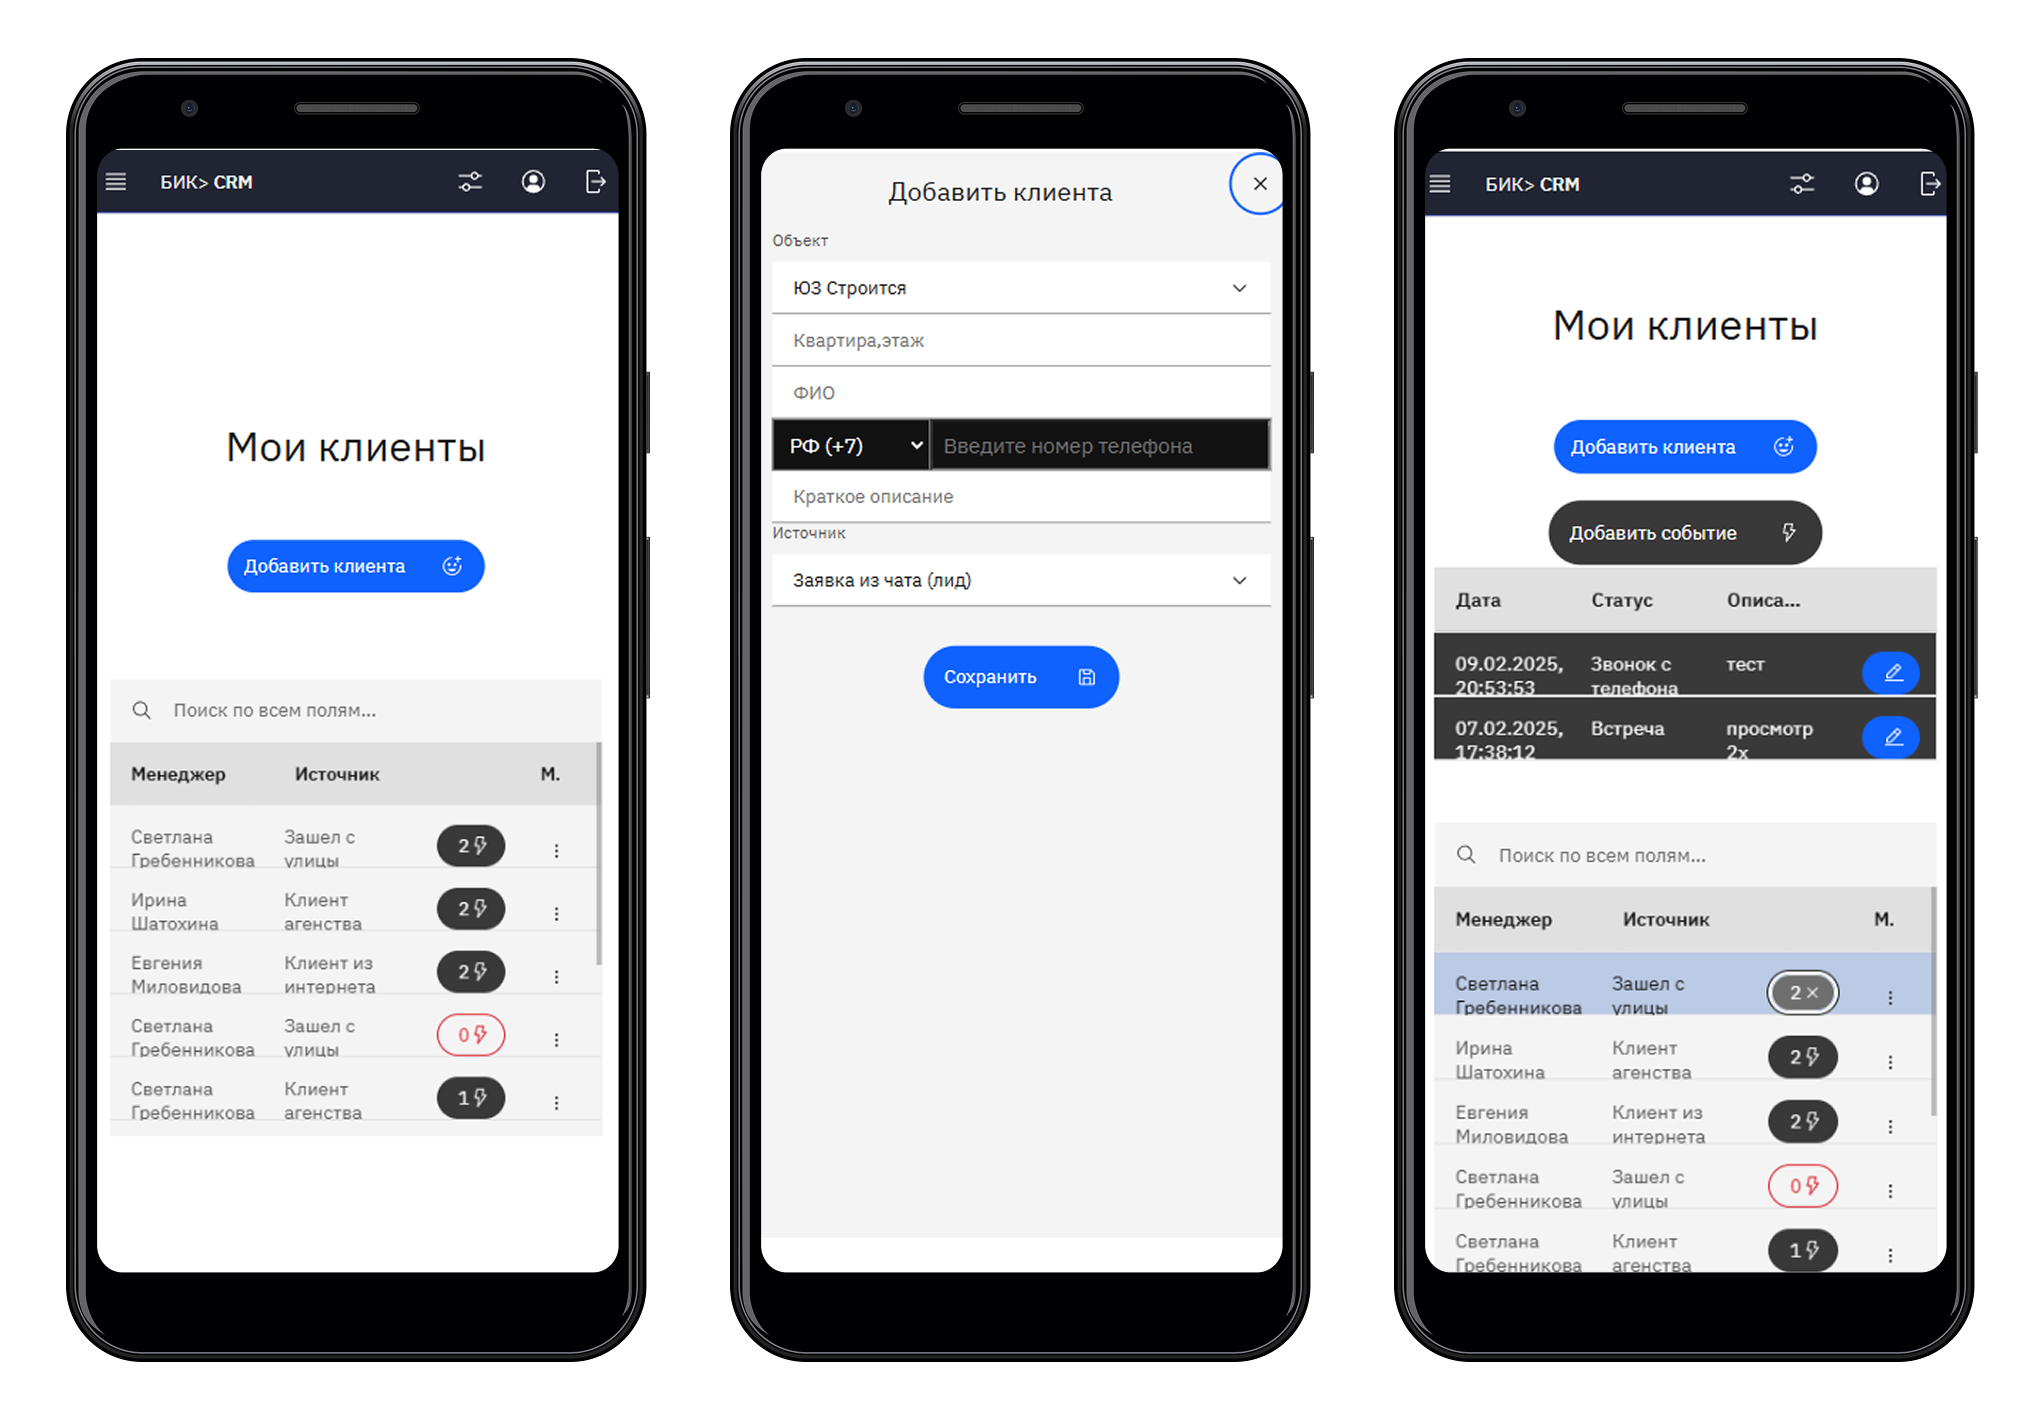 БИК> CRM
Мои клиенты
Добавить клиента
Поиск по всем полям...
Менеджер Источник М.
Светлана Зашел с
Гребенникова улицы
2
Ирина Клиент
Шатохина агенства
2
Евгения Клиент из
Миловидова интернета
2
Светлана Зашел с
Гребенникова улицы
0
Светлана Клиент
Гребенникова агенства
1
Добавить клиента
Объект
ЮЗ Строится
Квартира,этаж
ФИО
РФ (+7) Введите номер телефона
Краткое описание
Источник
Заявка из чата (лид)
Сохранить
БИК> CRM
Мои клиенты
Добавить клиента
Добавить событие
Дата Статус Описа...
09.02.2025, Звонок с тест
20:53:53 телефона
07.02.2025, Встреча просмотр
17:38:12 2х
Поиск по всем полям...
Менеджер Источник М.
Светлана Зашел с
Гребенникова улицы
2 ×
Ирина Клиент
Шатохина агенства
2
Евгения Клиент из
Миловидова интернета
2
Светлана Зашел с
Гребенникова улицы
0
Светлана Клиент
Гребенникова агенства
1